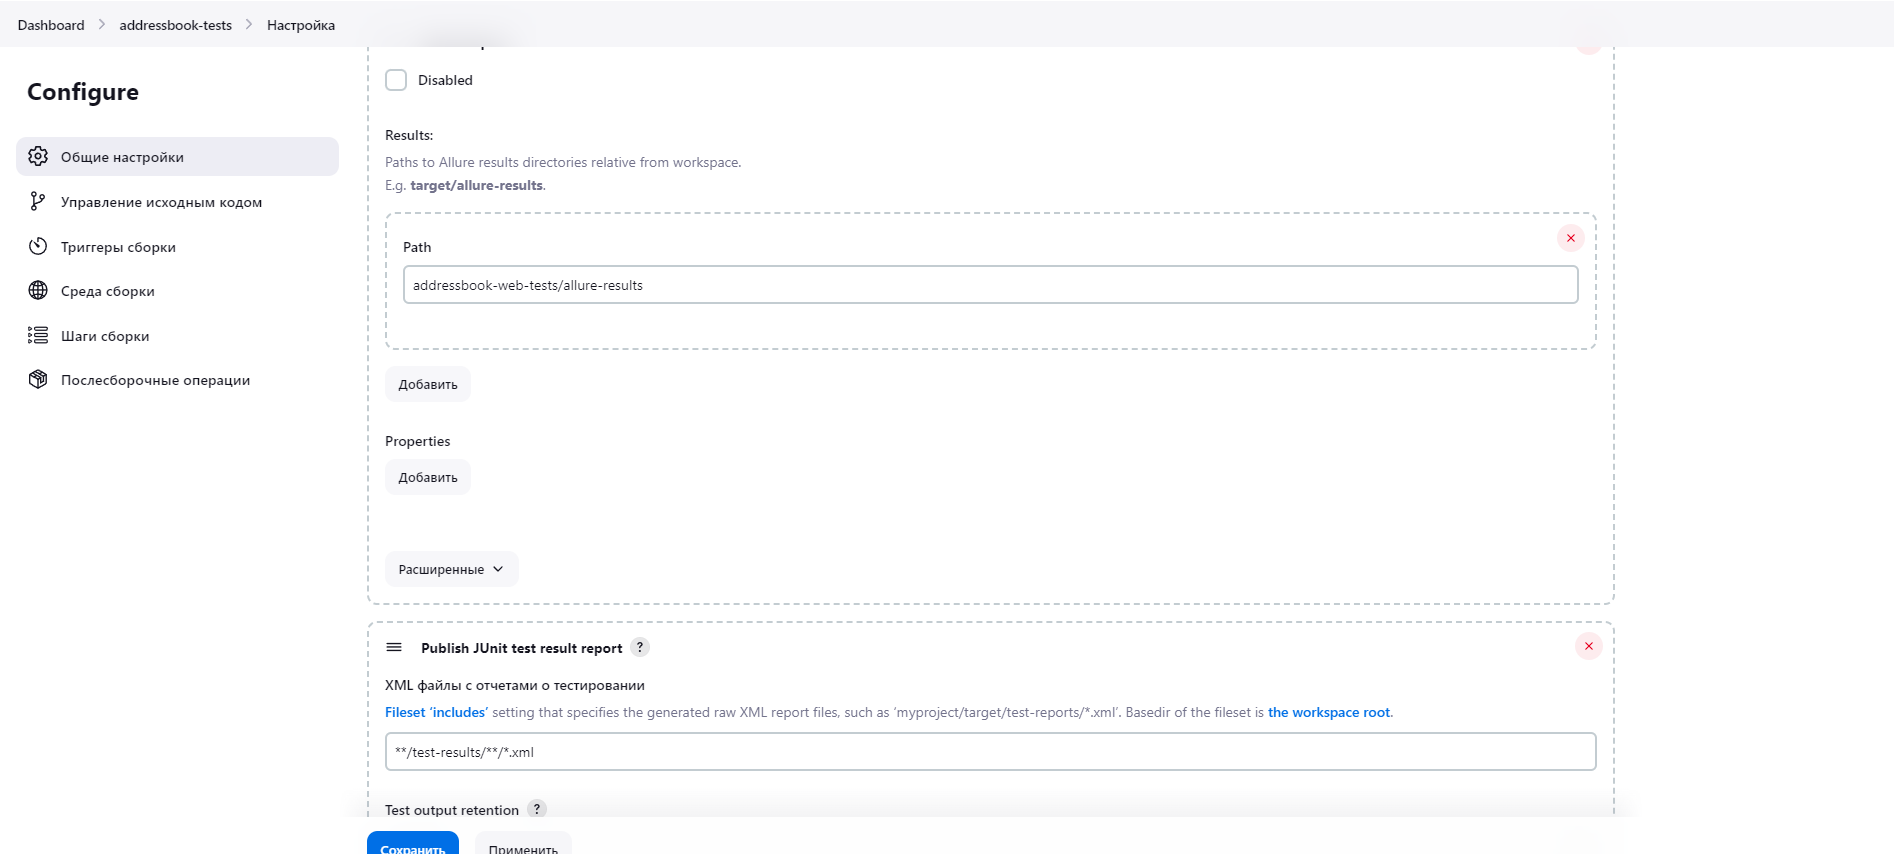 Dashboard
addressbook-tests
Настройка
Configure
Общие настройки
Управление исходным кодом
Триггеры сборки
Среда сборки
Шаги сборки
Послесборочные операции
Disabled
Results:
Paths to Allure results directories relative from workspace.
E.g. target/allure-results.
Path
addressbook-web-tests/allure-results
Добавить
Properties
Добавить
Расширенные
Publish JUnit test result report ?
XML файлы с отчетами о тестировании
Fileset ‘includes’ setting that specifies the generated raw XML report files, such as ‘myproject/target/test-reports/*.xml’. Basedir of the fileset is the workspace root.
**/test-results/**/*.xml
Test output retention ?
Сохранить
Применить